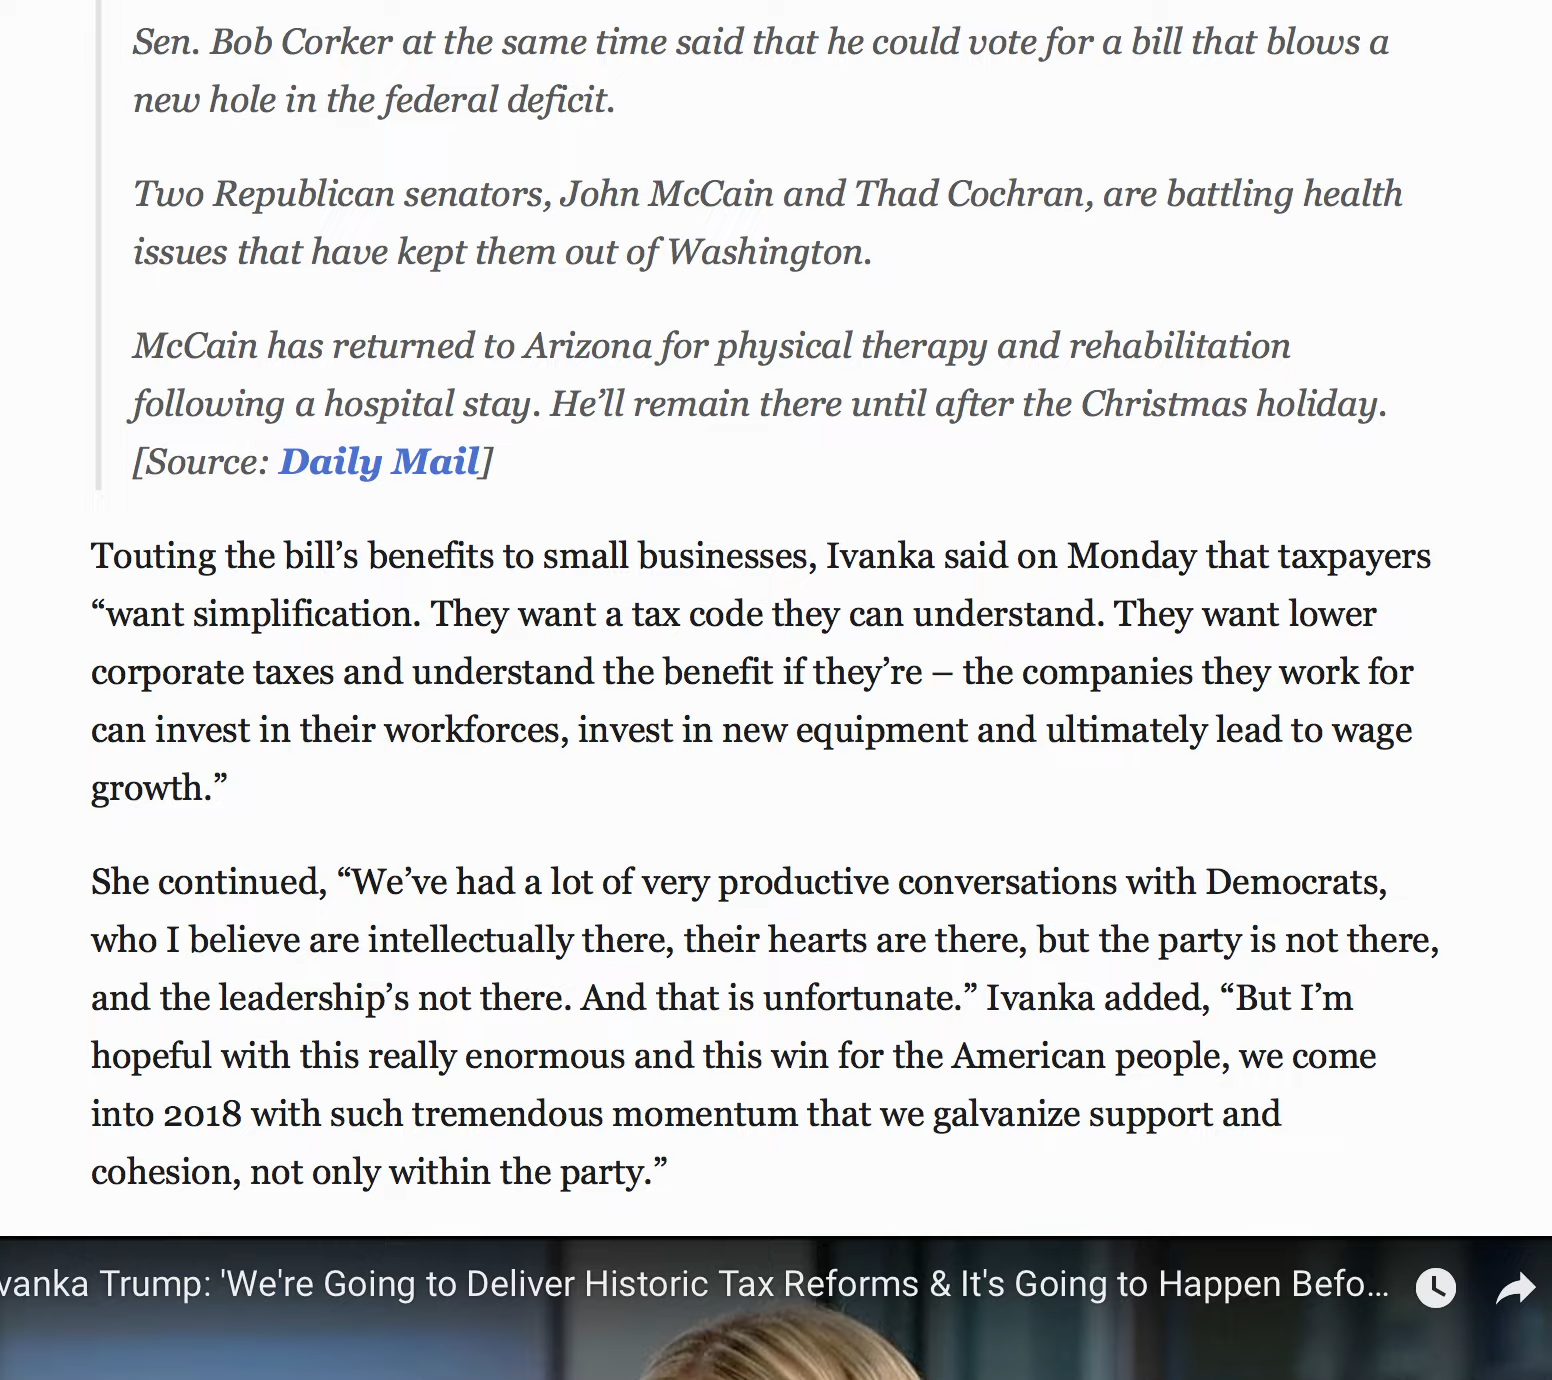 Sen. Bob Corker at the same time said that he could vote for a bill that blows a
new hole in the federal deficit.
Two Republican senators, John McCain and Thad Cochran, are battling health
issues that have kept them out of Washington.
McCain has returned to Arizona for physical therapy and rehabilitation
following a hospital stay. He’ll remain there until after the Christmas holiday.
[Source: Daily Mail]
Touting the bill’s benefits to small businesses, Ivanka said on Monday that taxpayers
“want simplification. They want a tax code they can understand. They want lower
corporate taxes and understand the benefit if they’re – the companies they work for
can invest in their workforces, invest in new equipment and ultimately lead to wage
growth.”
She continued, “We’ve had a lot of very productive conversations with Democrats,
who I believe are intellectually there, their hearts are there, but the party is not there,
and the leadership’s not there. And that is unfortunate.” Ivanka added, “But I’m
hopeful with this really enormous and this win for the American people, we come
into 2018 with such tremendous momentum that we galvanize support and
cohesion, not only within the party.”
vanka Trump: 'We're Going to Deliver Historic Tax Reforms & It's Going to Happen Befo...